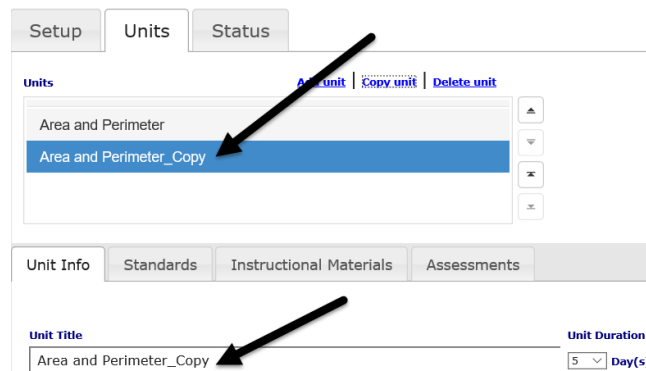 Setup Units Status
Units Add unit | Copy unit | Delete unit
Area and Perimeter
Area and Perimeter_Copy
Unit Info Standards Instructional Materials Assessments
Unit Title Unit Duration
Area and Perimeter_Copy 5 Day(s